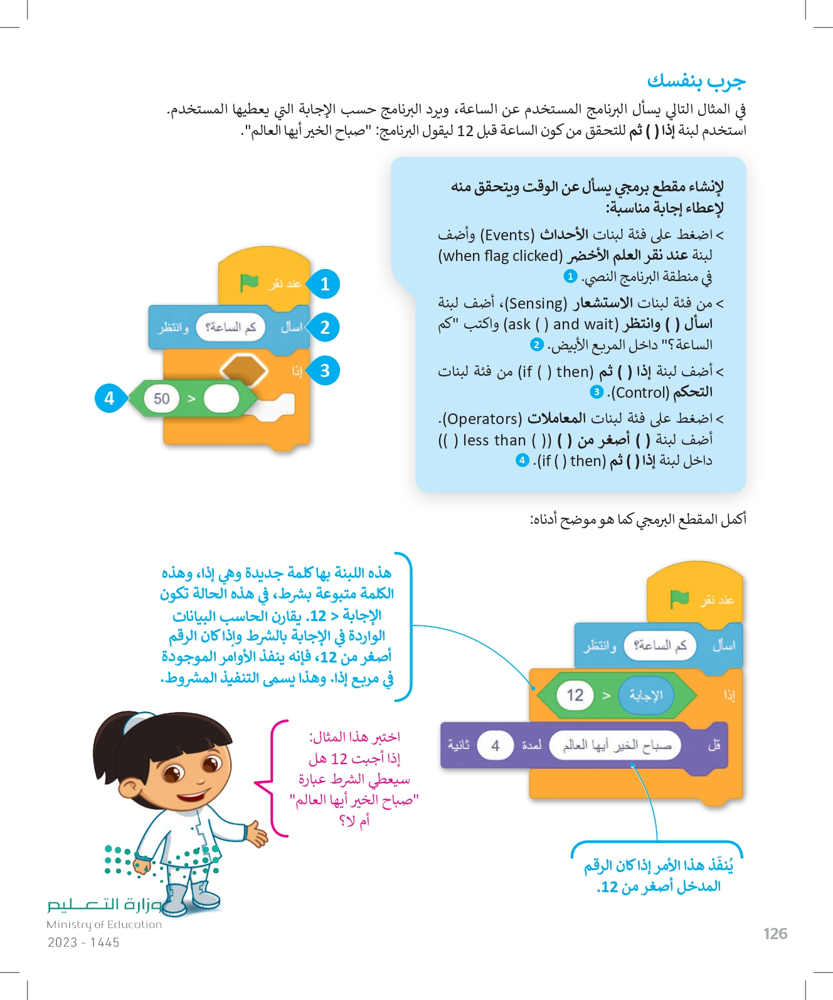 جرب بنفسك
في المثال التالي يسأل البرنامج المستخدم عن الساعة، ويرد البرنامج حسب الإجابة التي يعطيها المستخدم.
استخدم لبنة إذا ( ) ثم للتحقق من كون الساعة قبل 12 ليقول البرنامج: "صباح الخير أيها العالم".
لإنشاء مقطع برمجي يسأل عن الوقت ويتحقق منه
لإعطاء إجابة مناسبة:
> اضغط على فئة لبنات الأحداث (Events) وأضف
لبنة عند نقر العلم الأخضر (when flag clicked)
في منطقة البرنامج النصي. 1
> من فئة لبنات الاستشعار (Sensing)، أضف لبنة
اسأل ( ) وانتظر (ask ( ) and wait) واكتب "كم
الساعة؟" داخل المربع الأبيض. 2
> أضف لبنة إذا ( ) ثم (if ( ) then) من فئة لبنات
التحكم (Control). 3
> اضغط على فئة لبنات المعاملات (Operators).
أضف لبنة ( ) أصغر من ( ) (( ) less than ( ))
داخل لبنة إذا ( ) ثم (if ( ) then). 4
عند نقر 1
اسأل كم الساعة؟ وانتظر 2
إذا 3
> 50 4
أكمل المقطع البرمجي كما هو موضح أدناه:
عند نقر
اسأل كم الساعة؟ وانتظر
إذا الإجابة > 12
قل صباح الخير أيها العالم لمدة 4 ثانية
هذه اللبنة بها كلمة جديدة وهي إذا، وهذه
الكلمة متبوعة بشرط، في هذه الحالة تكون
الإجابة < 12. يقارن الحاسب البيانات
الواردة في الإجابة بالشرط وإذا كان الرقم
أصغر من 12، فإنه ينفذ الأوامر الموجودة
في مربع إذا. وهذا يسمى التنفيذ المشروط.
اختبر هذا المثال:
إذا أجبت 12 هل
سيعطي الشرط عبارة
"صباح الخير أيها العالم"
أم لا؟
يُنفّذ هذا الأمر إذا كان الرقم
المدخل أصغر من 12.
وزارة التعليم
Ministry of Education
2023 - 1445
126